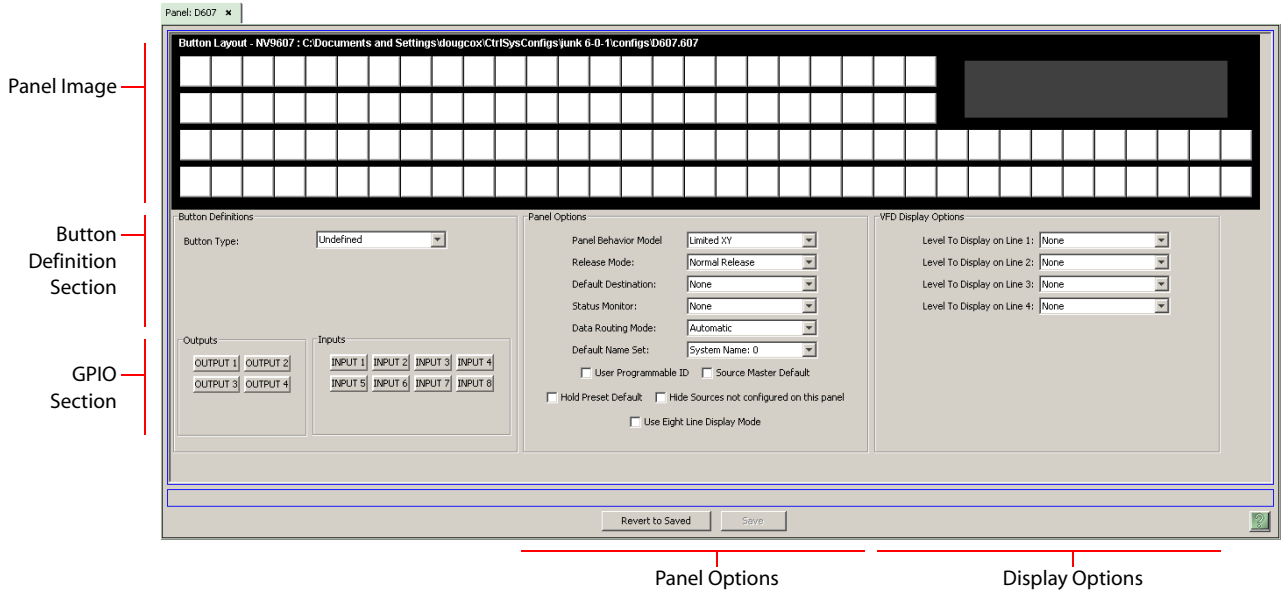 Panel: D607 ×
Button Layout - NV9607 : C:\Documents and Settings\dougcox\CtrlSysConfigs\junk 6-0-1\configs\D607.607
Panel Image
Button Definition Section
GPIO Section
Button Definitions
Button Type: Undefined
Outputs
OUTPUT 1 OUTPUT 2
OUTPUT 3 OUTPUT 4
Inputs
INPUT 1 INPUT 2 INPUT 3 INPUT 4
INPUT 5 INPUT 6 INPUT 7 INPUT 8
Panel Options
Panel Behavior Model Limited XY
Release Mode: Normal Release
Default Destination: None
Status Monitor: None
Data Routing Mode: Automatic
Default Name Set: System Name: 0
User Programmable ID Source Master Default
Hold Preset Default Hide Sources not configured on this panel
Use Eight Line Display Mode
VFD Display Options
Level To Display on Line 1: None
Level To Display on Line 2: None
Level To Display on Line 3: None
Level To Display on Line 4: None
Revert to Saved Save ?
Panel Options
Display Options